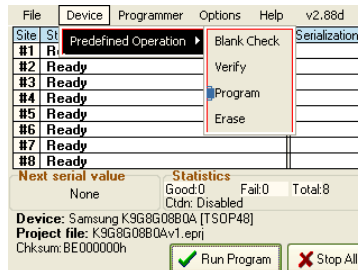 File Device Programmer Options Help v2.88d
Site St Serialization
Predefined Operation
Blank Check
Verify
Program
Erase
#1 R
#2 Ready
#3 Ready
#4 Ready
#5 Ready
#6 Ready
#7 Ready
#8 Ready
Next serial value Statistics
None Good:0 Fail:0 Total:8
Ctdn: Disabled
Device: Samsung K9G8G08B0A [TSOP48]
Project file: K9G8G08B0Av1.eprj
Chksum: BE000000h
Run Program Stop All